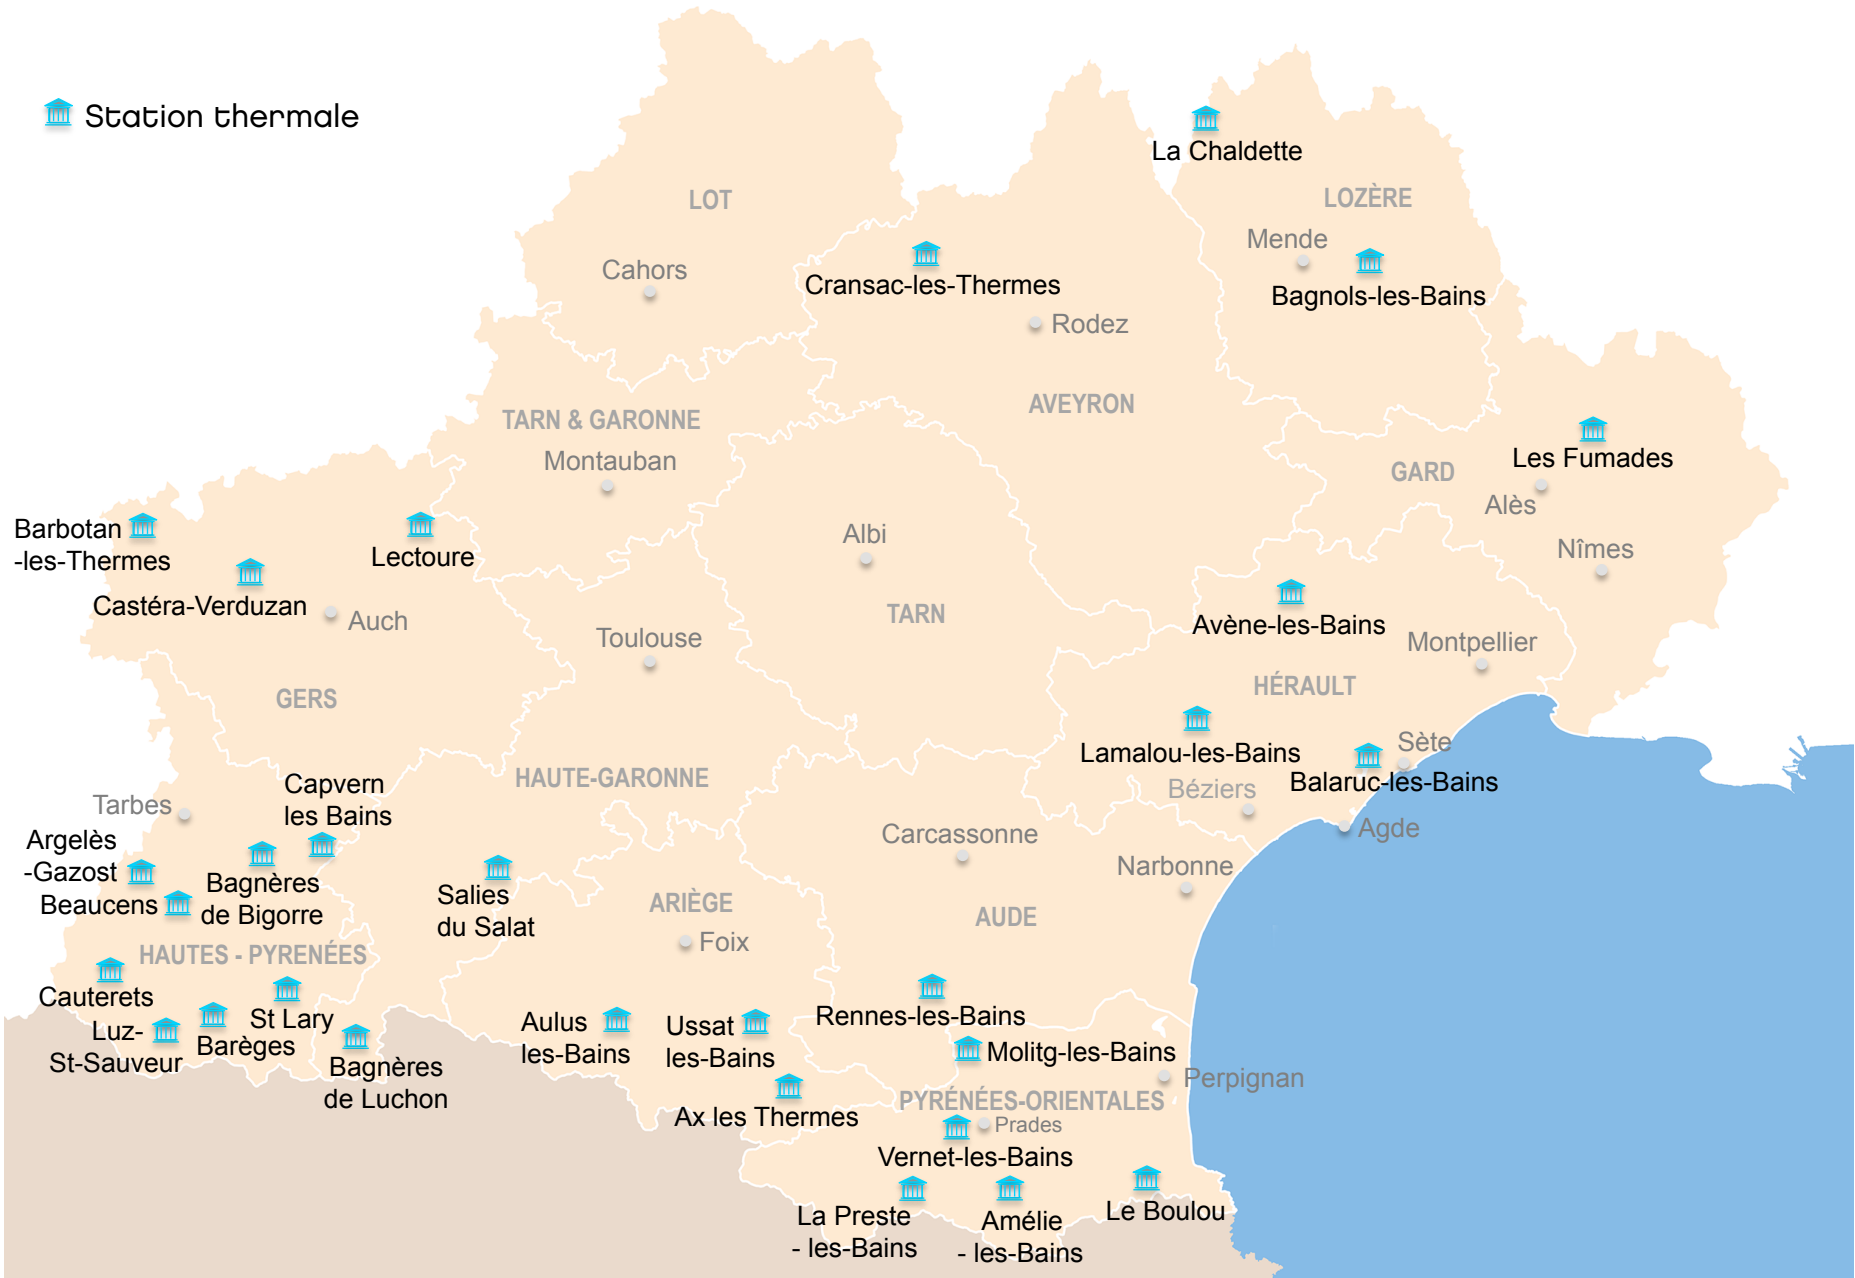 Station thermale
La Chaldette
LOT
LOZÈRE
Mende
Cahors
Cransac-les-Thermes
Bagnols-les-Bains
Rodez
AVEYRON
TARN & GARONNE
Montauban
Les Fumades
GARD
Alès
Barbotan
-les-Thermes
Lectoure
Albi
Nîmes
Castéra-Verduzan
Auch
TARN
Avène-les-Bains
Toulouse
Montpellier
GERS
HÉRAULT
Lamalou-les-Bains
Sète
HAUTE-GARONNE
Balaruc-les-Bains
Capvern
les Bains
Béziers
Tarbes
Agde
Argelès
-Gazost
Carcassonne
Narbonne
Beaucens
Bagnères
de Bigorre
Salies
du Salat
ARIÈGE
AUDE
Foix
HAUTES - PYRENÉES
Cauterets
St Lary
Luz-
St-Sauveur
Barèges
Bagnères
de Luchon
Aulus
les-Bains
Ussat
les-Bains
Rennes-les-Bains
Molitg-les-Bains
Perpignan
Ax les Thermes
PYRÉNÉES-ORIENTALES
Prades
Vernet-les-Bains
La Preste
- les-Bains
Amélie
- les-Bains
Le Boulou